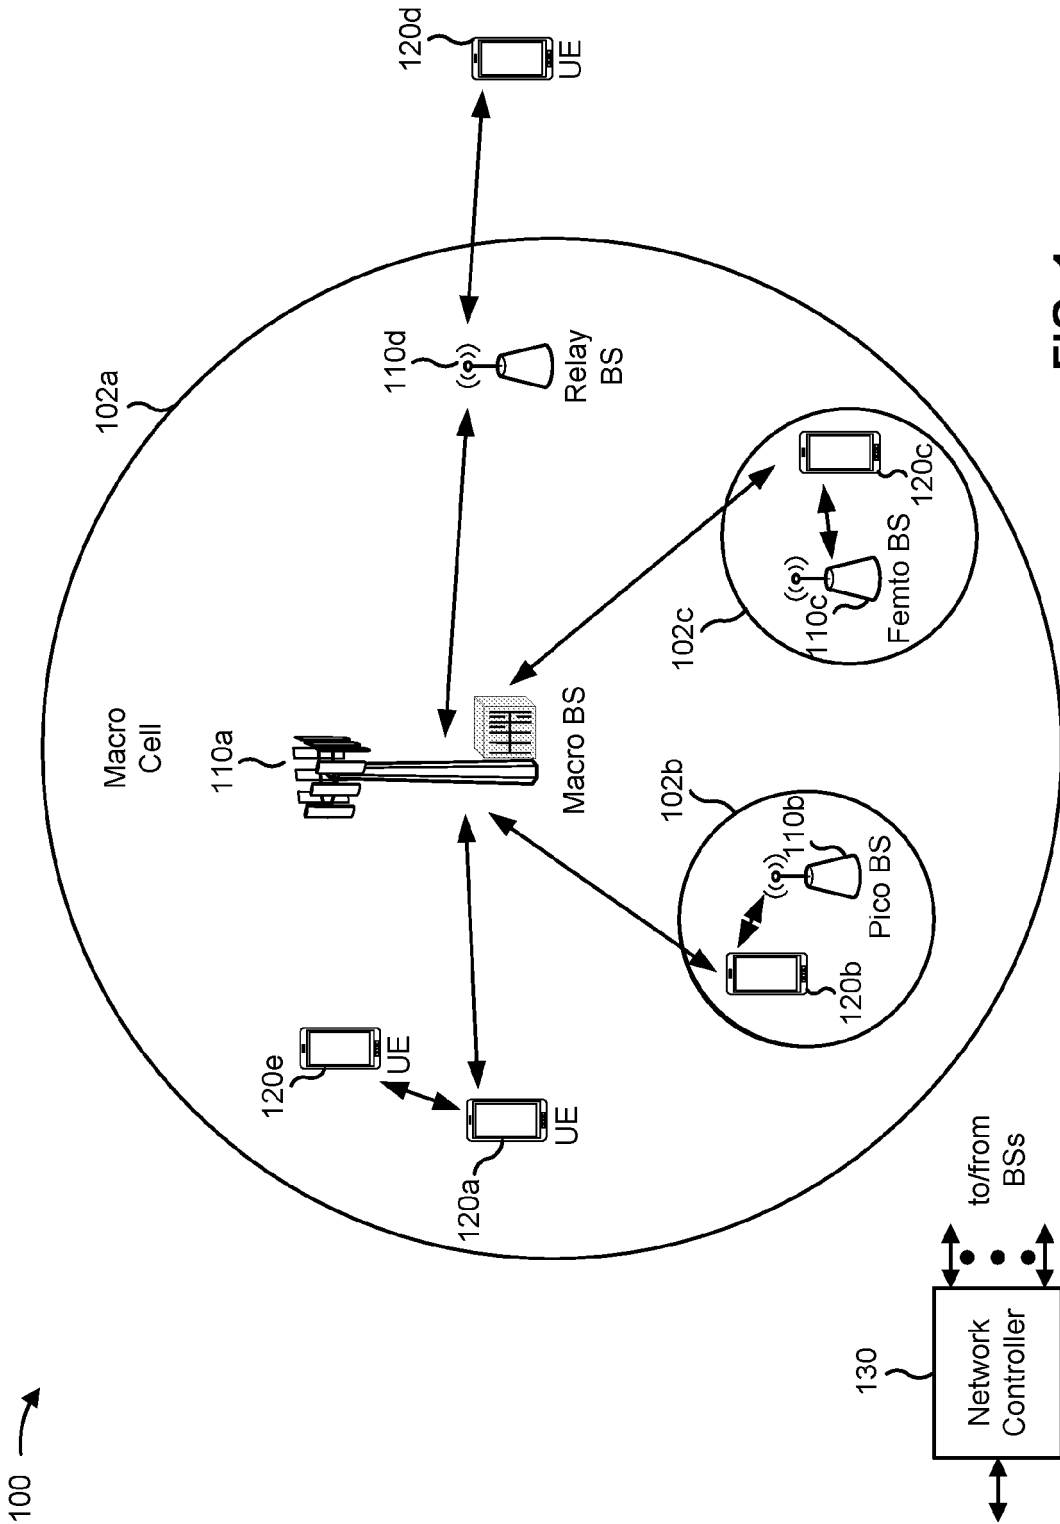 100
102a
Macro
Cell
110a
Macro BS
120e
UE
120a
UE
110d
Relay
BS
120d
UE
102b
110b
Pico BS
120b
102c
110c
Femto BS
120c
130
Network
Controller
to/from
BSs